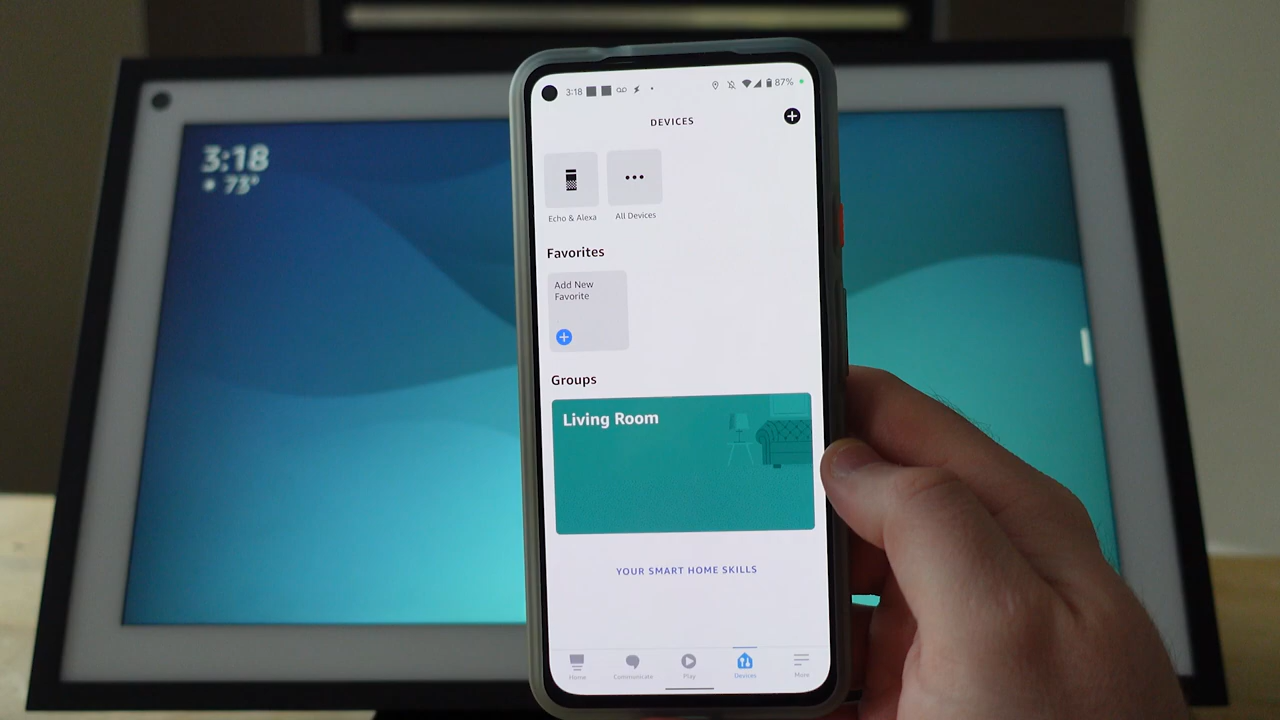 3:18
73°
3:18
87%
DEVICES
Echo & Alexa
All Devices
Favorites
Add New
Favorite
Groups
Living Room
YOUR SMART HOME SKILLS
Home
Communicate
Play
Devices
More